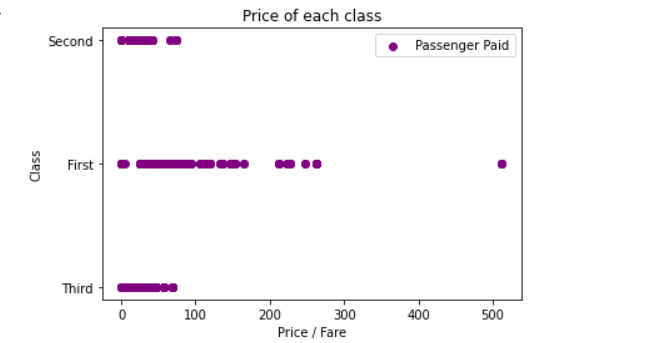 Price of each class
Second
Passenger Paid
Class
First
Third
0 100 200 300 400 500
Price / Fare